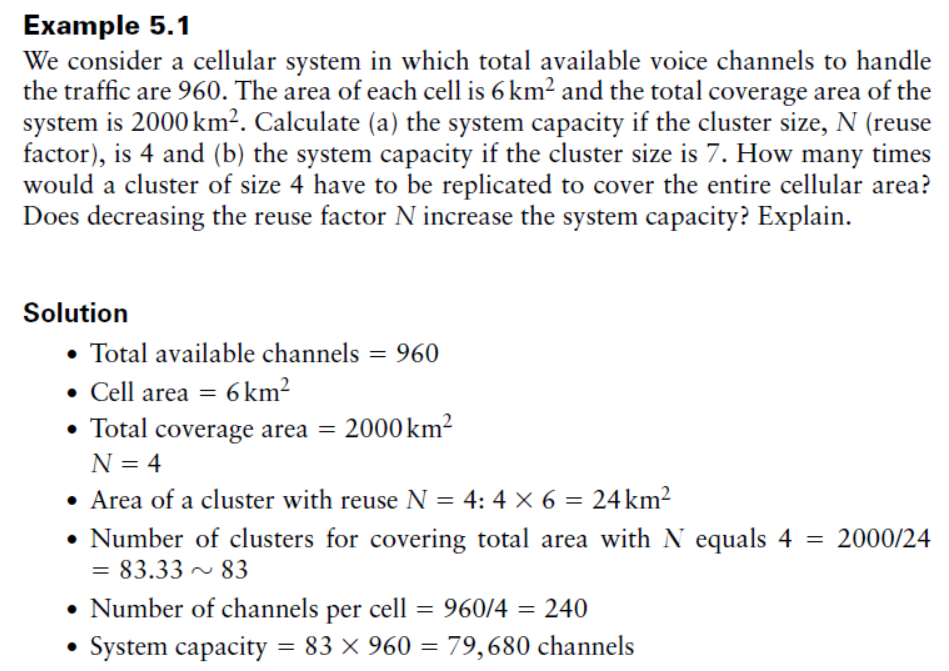 Example 5.1
We consider a cellular system in which total available voice channels to handle
the traffic are 960. The area of each cell is 6 km² and the total coverage area of the
system is 2000 km². Calculate (a) the system capacity if the cluster size, N (reuse
factor), is 4 and (b) the system capacity if the cluster size is 7. How many times
would a cluster of size 4 have to be replicated to cover the entire cellular area?
Does decreasing the reuse factor N increase the system capacity? Explain.
Solution
• Total available channels = 960
• Cell area = 6 km²
• Total coverage area = 2000 km²
N = 4
• Area of a cluster with reuse N = 4: 4 × 6 = 24 km²
• Number of clusters for covering total area with N equals 4 = 2000/24
= 83.33 ~ 83
• Number of channels per cell = 960/4 = 240
• System capacity = 83 × 960 = 79,680 channels